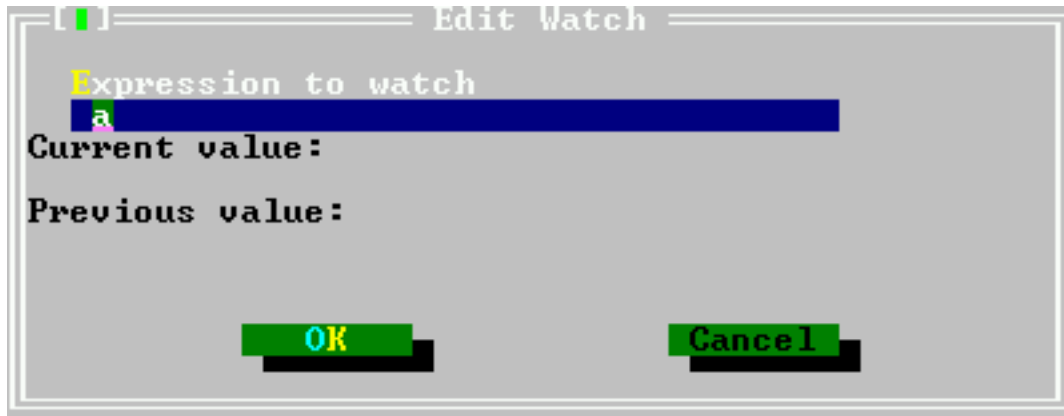 Edit Watch
Expression to watch
a
Current value:
Previous value:
OK Cancel